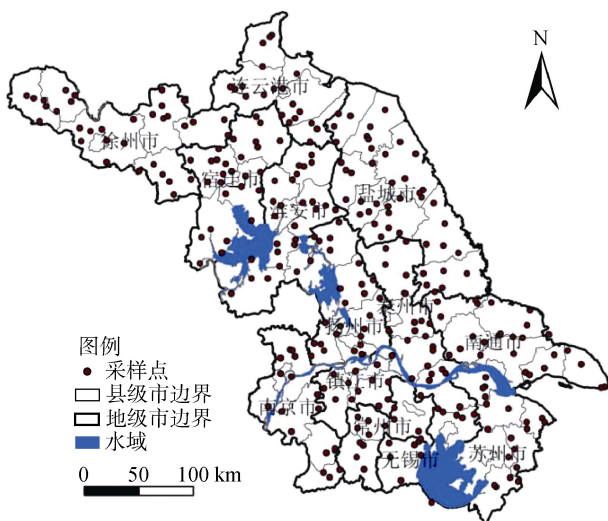 N
连云港市
徐州市
宿迁市
淮安市
盐城市
泰州市
扬州市
南通市
镇江市
南京市
常州市
无锡市
苏州市
图例
采样点
县级市边界
地级市边界
水域
0 50 100 km